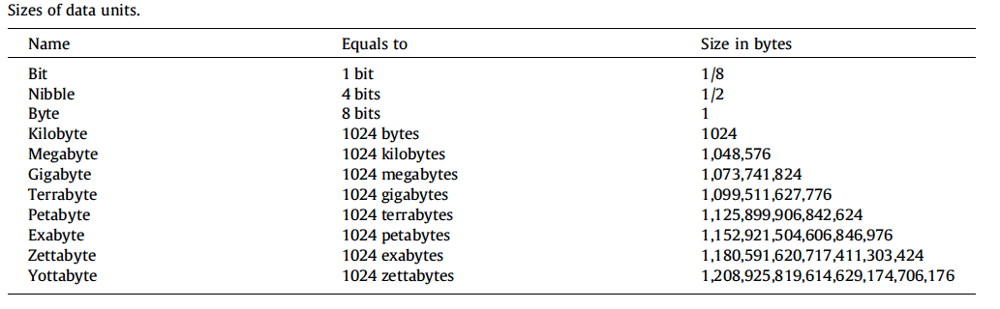 Sizes of data units.
Name Equals to Size in bytes
Bit 1 bit 1/8
Nibble 4 bits 1/2
Byte 8 bits 1
Kilobyte 1024 bytes 1024
Megabyte 1024 kilobytes 1,048,576
Gigabyte 1024 megabytes 1,073,741,824
Terrabyte 1024 gigabytes 1,099,511,627,776
Petabyte 1024 terrabytes 1,125,899,906,842,624
Exabyte 1024 petabytes 1,152,921,504,606,846,976
Zettabyte 1024 exabytes 1,180,591,620,717,411,303,424
Yottabyte 1024 zettabytes 1,208,925,819,614,629,174,706,176